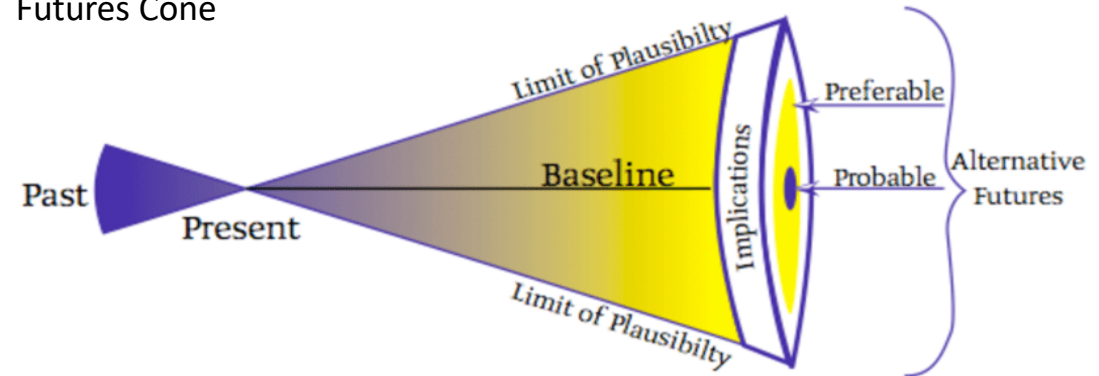 Futures Cone
Limit of Plausibilty
Preferable
Implications
Alternative
Futures
Baseline
Probable
Past
Present
Limit of Plausibilty